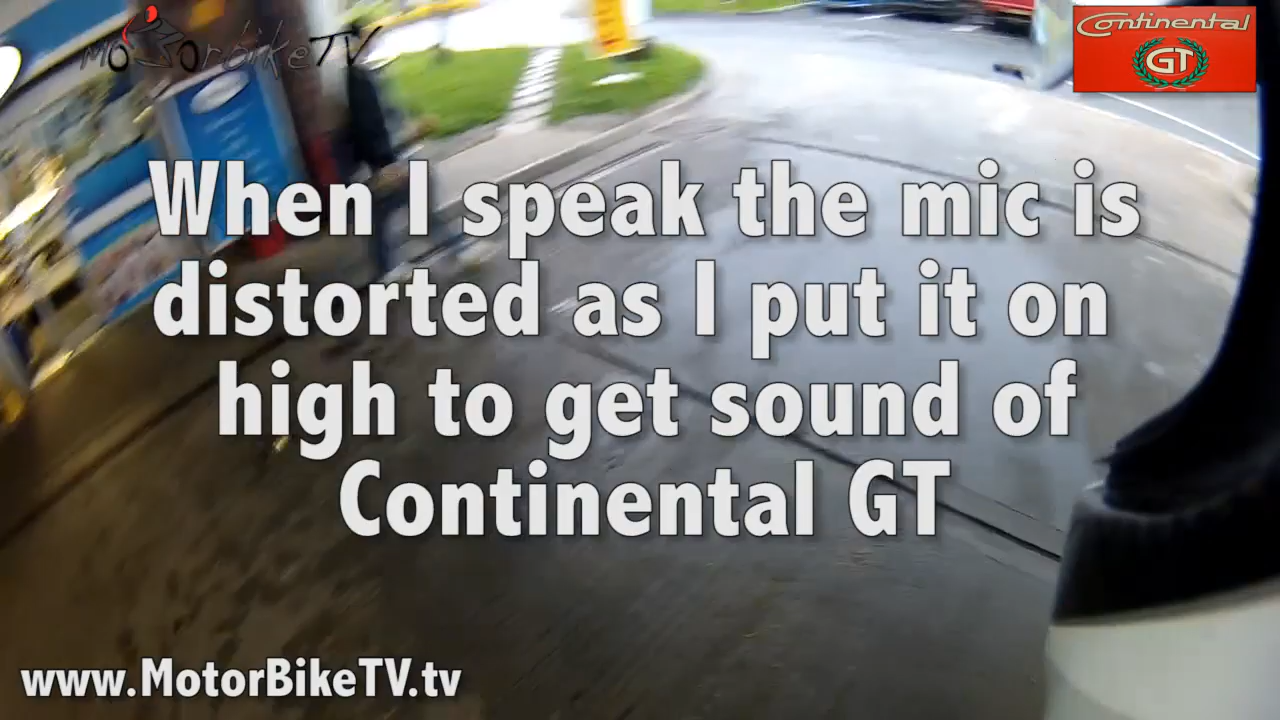 MotorbikeTV
Continental
GT
When I speak the mic is
distorted as I put it on
high to get sound of
Continental GT
www.MotorBikeTV.tv